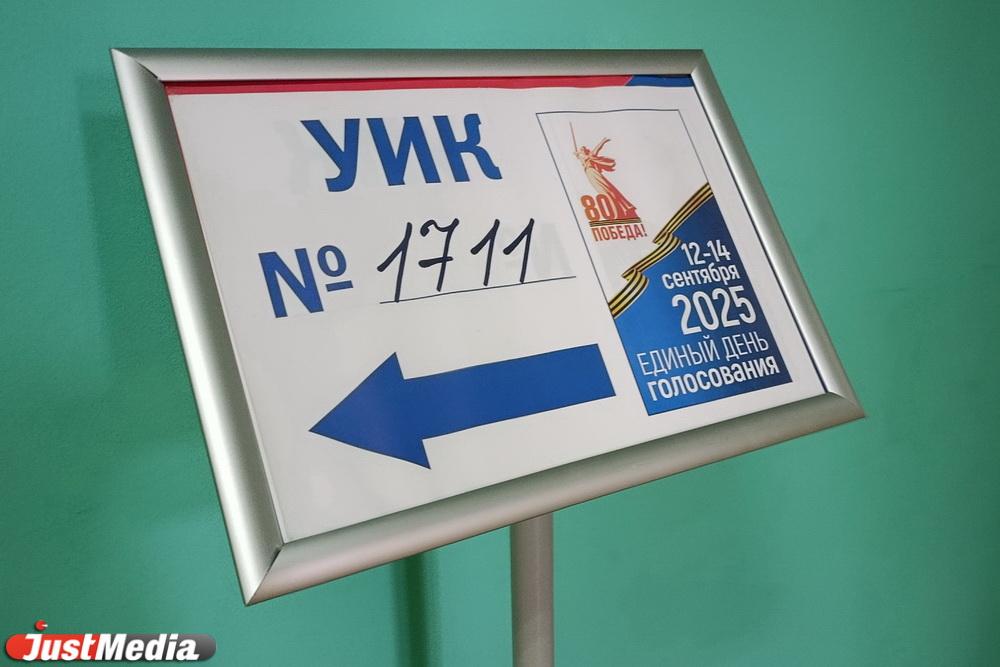 УИК
№ 1711
80
ПОБЕДА!
12-14
сентября
2025
ЕДИНЫЙ ДЕНЬ
ГОЛОСОВАНИЯ
JustMedia